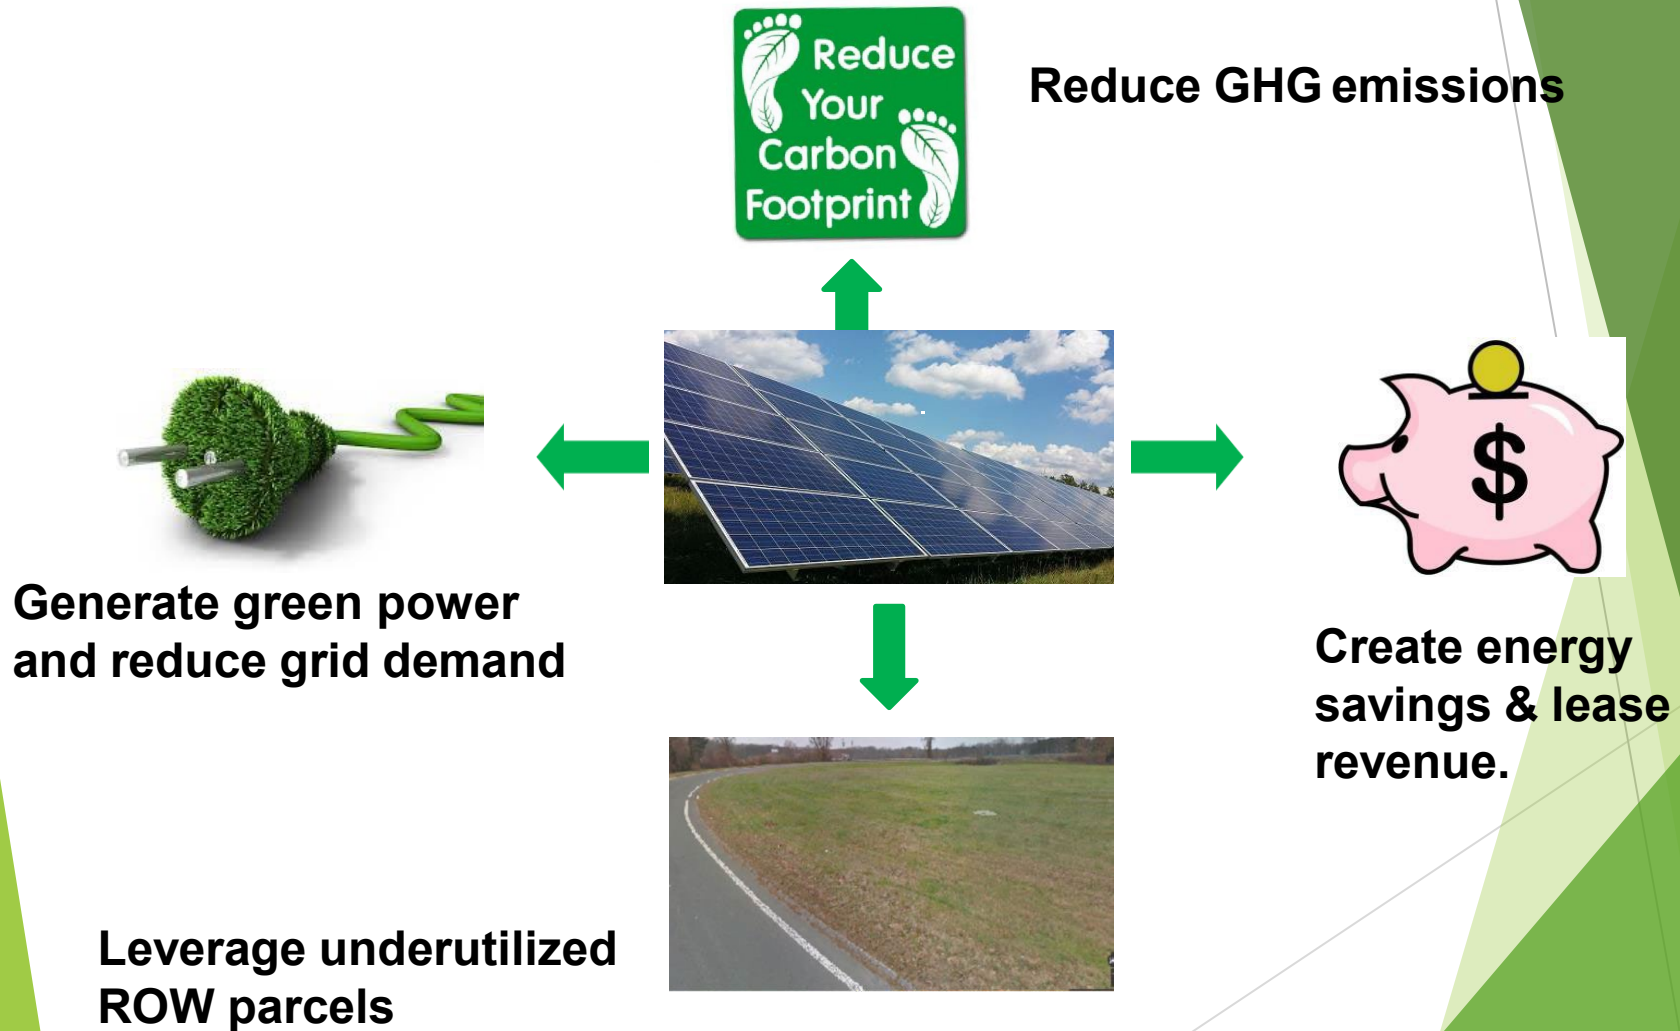 Reduce
Your
Carbon
Footprint
Reduce GHG emissions
Generate green power
and reduce grid demand
$
Create energy
savings & lease
revenue.
Leverage underutilized
ROW parcels